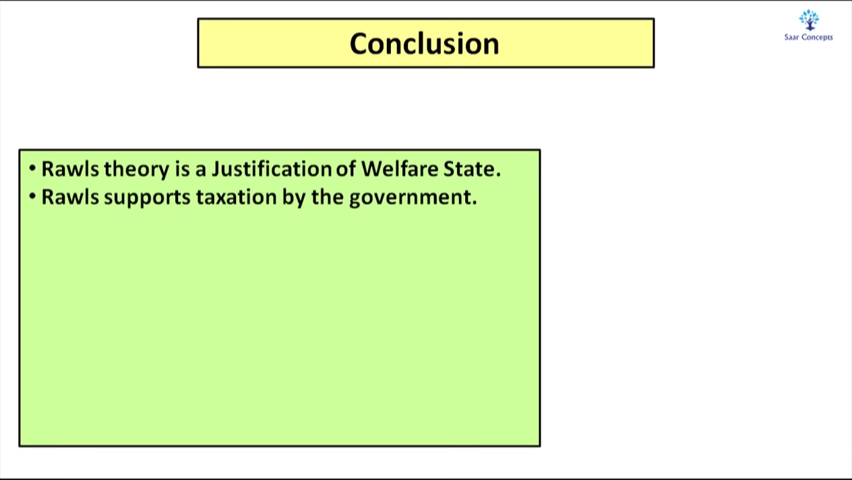 Conclusion
Saar Concepts
• Rawls theory is a Justification of Welfare State.
• Rawls supports taxation by the government.